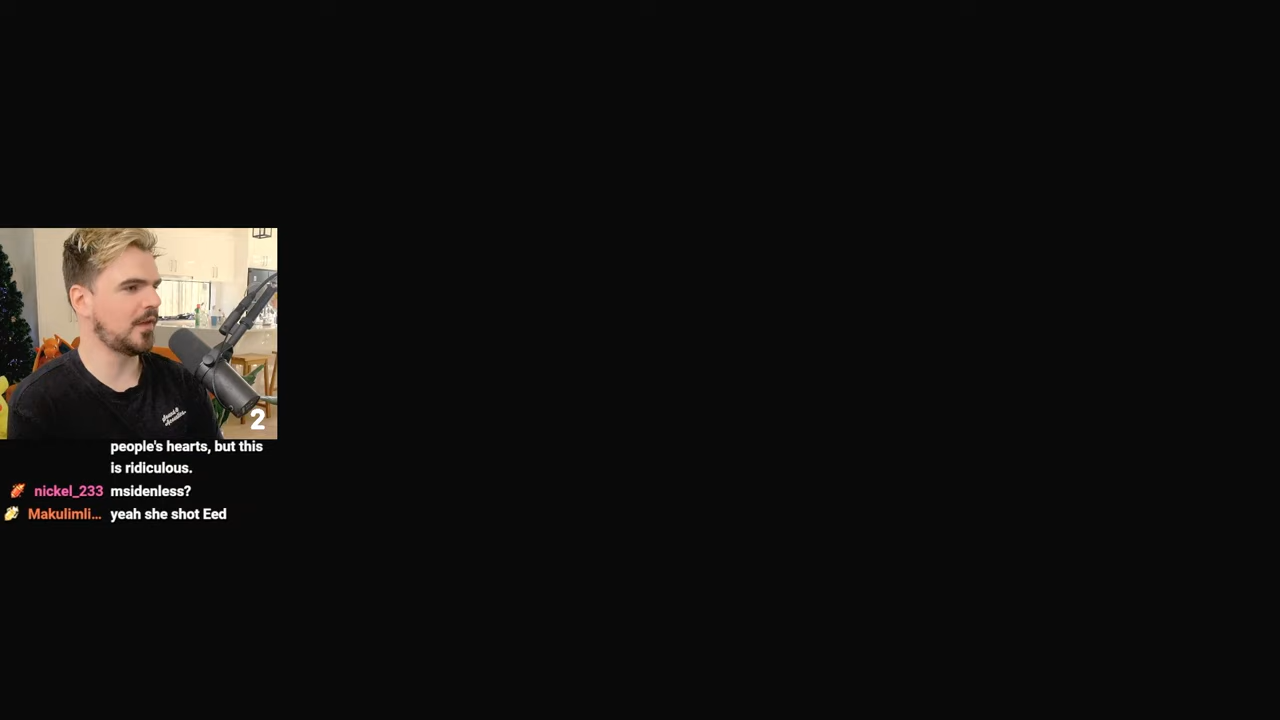 2
people's hearts, but this
is ridiculous.
nickel_233 msidenless?
Makulimli... yeah she shot Eed